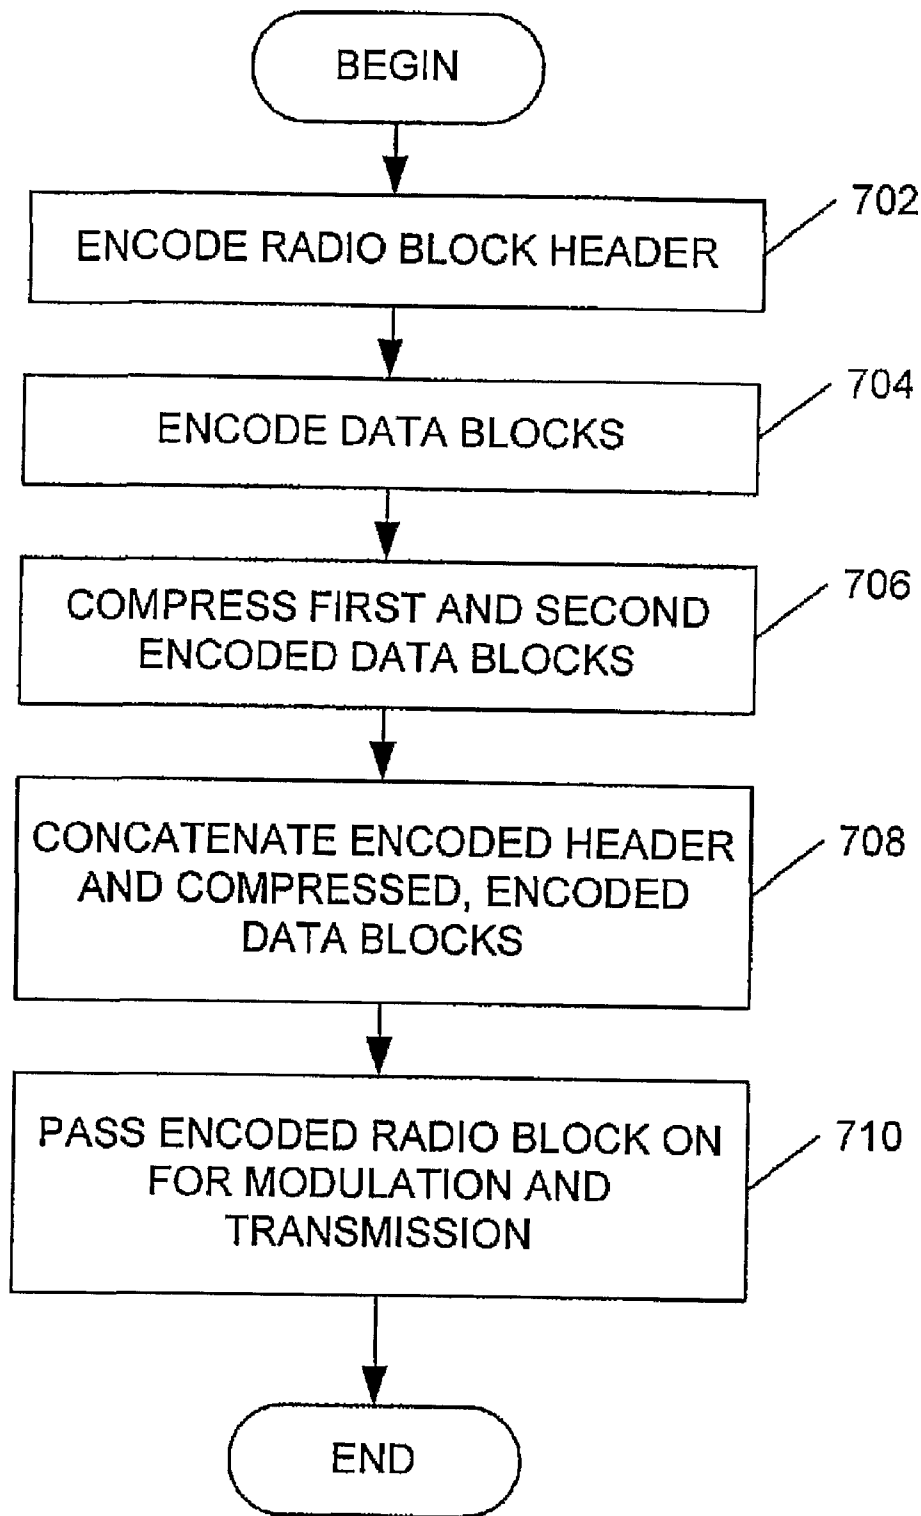 BEGIN
702
ENCODE RADIO BLOCK HEADER
704
ENCODE DATA BLOCKS
706
COMPRESS FIRST AND SECOND
ENCODED DATA BLOCKS
708
CONCATENATE ENCODED HEADER
AND COMPRESSED, ENCODED
DATA BLOCKS
710
PASS ENCODED RADIO BLOCK ON
FOR MODULATION AND
TRANSMISSION
END